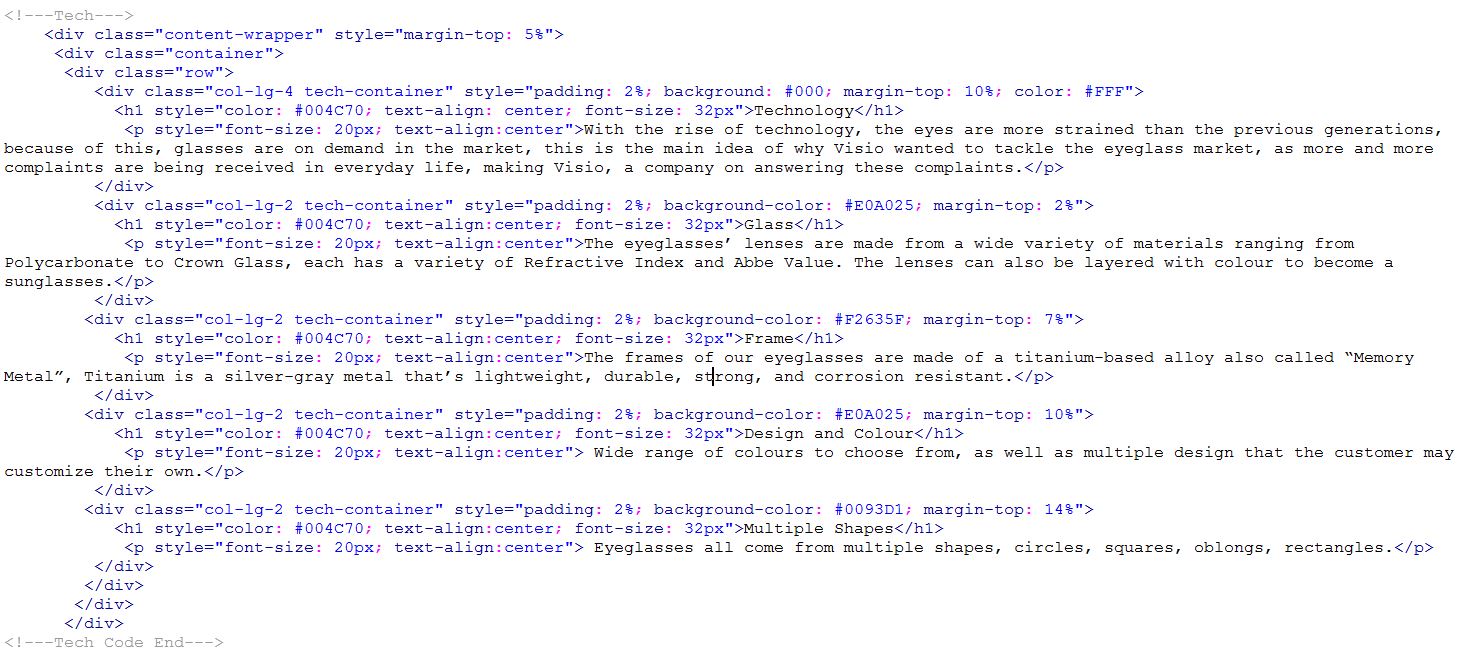 <!---Tech--->
<div class="content-wrapper" style="margin-top: 5%">
<div class="container">
<div class="row">
<div class="col-lg-4 tech-container" style="padding: 2%; background: #000; margin-top: 10%; color: #FFF">
<h1 style="color: #004C70; text-align: center; font-size: 32px">Technology</h1>
<p style="font-size: 20px; text-align:center">With the rise of technology, the eyes are more strained than the previous generations,
because of this, glasses are on demand in the market, this is the main idea of why Visio wanted to tackle the eyeglass market, as more and more
complaints are being received in everyday life, making Visio, a company on answering these complaints.</p>
</div>
<div class="col-lg-2 tech-container" style="padding: 2%; background-color: #E0A025; margin-top: 2%">
<h1 style="color: #004C70; text-align:center; font-size: 32px">Glass</h1>
<p style="font-size: 20px; text-align:center">The eyeglasses’ lenses are made from a wide variety of materials ranging from
Polycarbonate to Crown Glass, each has a variety of Refractive Index and Abbe Value. The lenses can also be layered with colour to become a
sunglasses.</p>
</div>
<div class="col-lg-2 tech-container" style="padding: 2%; background-color: #F2635F; margin-top: 7%">
<h1 style="color: #004C70; text-align:center; font-size: 32px">Frame</h1>
<p style="font-size: 20px; text-align:center">The frames of our eyeglasses are made of a titanium-based alloy also called “Memory
Metal”, Titanium is a silver-gray metal that’s lightweight, durable, strong, and corrosion resistant.</p>
</div>
<div class="col-lg-2 tech-container" style="padding: 2%; background-color: #E0A025; margin-top: 10%">
<h1 style="color: #004C70; text-align:center; font-size: 32px">Design and Colour</h1>
<p style="font-size: 20px; text-align:center"> Wide range of colours to choose from, as well as multiple design that the customer may
customize their own.</p>
</div>
<div class="col-lg-2 tech-container" style="padding: 2%; background-color: #0093D1; margin-top: 14%">
<h1 style="color: #004C70; text-align:center; font-size: 32px">Multiple Shapes</h1>
<p style="font-size: 20px; text-align:center"> Eyeglasses all come from multiple shapes, circles, squares, oblongs, rectangles.</p>
</div>
</div>
</div>
</div>
<!---Tech Code End--->